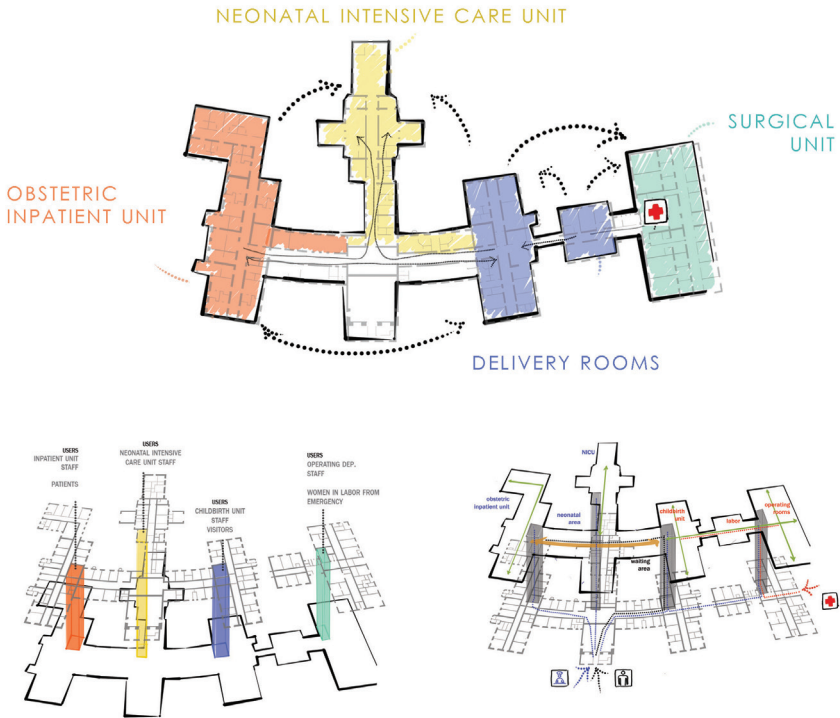 NEONATAL INTENSIVE CARE UNIT
SURGICAL
UNIT
OBSTETRIC
INPATIENT UNIT
DELIVERY ROOMS
USERS
INPATIENT UNIT
STAFF
PATIENTS
USERS
NEONATAL INTENSIVE
CARE UNIT STAFF
USERS
CHILDBIRTH UNIT
STAFF
VISITORS
USERS
OPERATING DEP.
STAFF
WOMEN IN LABOR FROM
EMERGENCY
NICU
obstetric
inpatient unit
neonatal
area
childbirth
unit
labor
operating
rooms
waiting
area